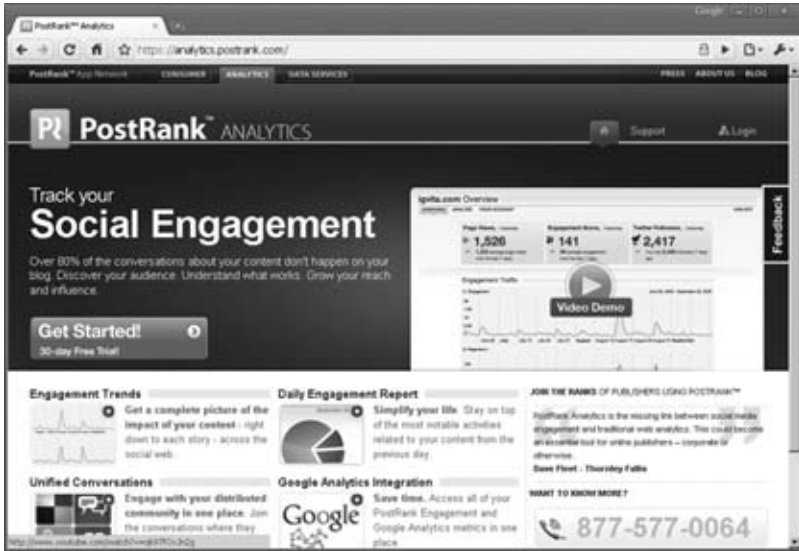 PostRank™ Analytics
Google
https://analytics.postrank.com/
PostRank™ App Network CONSUMER ANALYTICS DATA SERVICES PRESS ABOUT US BLOG
PR PostRank™ ANALYTICS
Support Login
Track your
Social Engagement
Over 80% of the conversations about your content don't happen on your
blog. Discover your audience. Understand what works. Grow your reach
and influence.
Get Started!
30-day Free Trial!
igvita.com Overview
Page Views, Engagement Score, Twitter Followers,
1,526 141 2,417
Engagement Traffic
Video Demo
Feedback
Engagement Trends
Get a complete picture of the
impact of your content - right
down to each story - across the
social web.
Daily Engagement Report
Simplify your life. Stay on top
of the most notable activities
related to your content from the
previous day.
JOIN THE RANKS OF PUBLISHERS USING POSTRANK™
PostRank Analytics is the missing link between social media
engagement and traditional web analytics. This could become
an essential tool for online publishers – corporate or
otherwise.
Dave Fleet - Thornley Fallis
Unified Conversations
Engage with your distributed
community in one place. Join
the conversations where they
Google Analytics Integration
Google
Save time. Access all of your
PostRank Engagement and
Google Analytics metrics in one
place.
WANT TO KNOW MORE?
877-577-0064